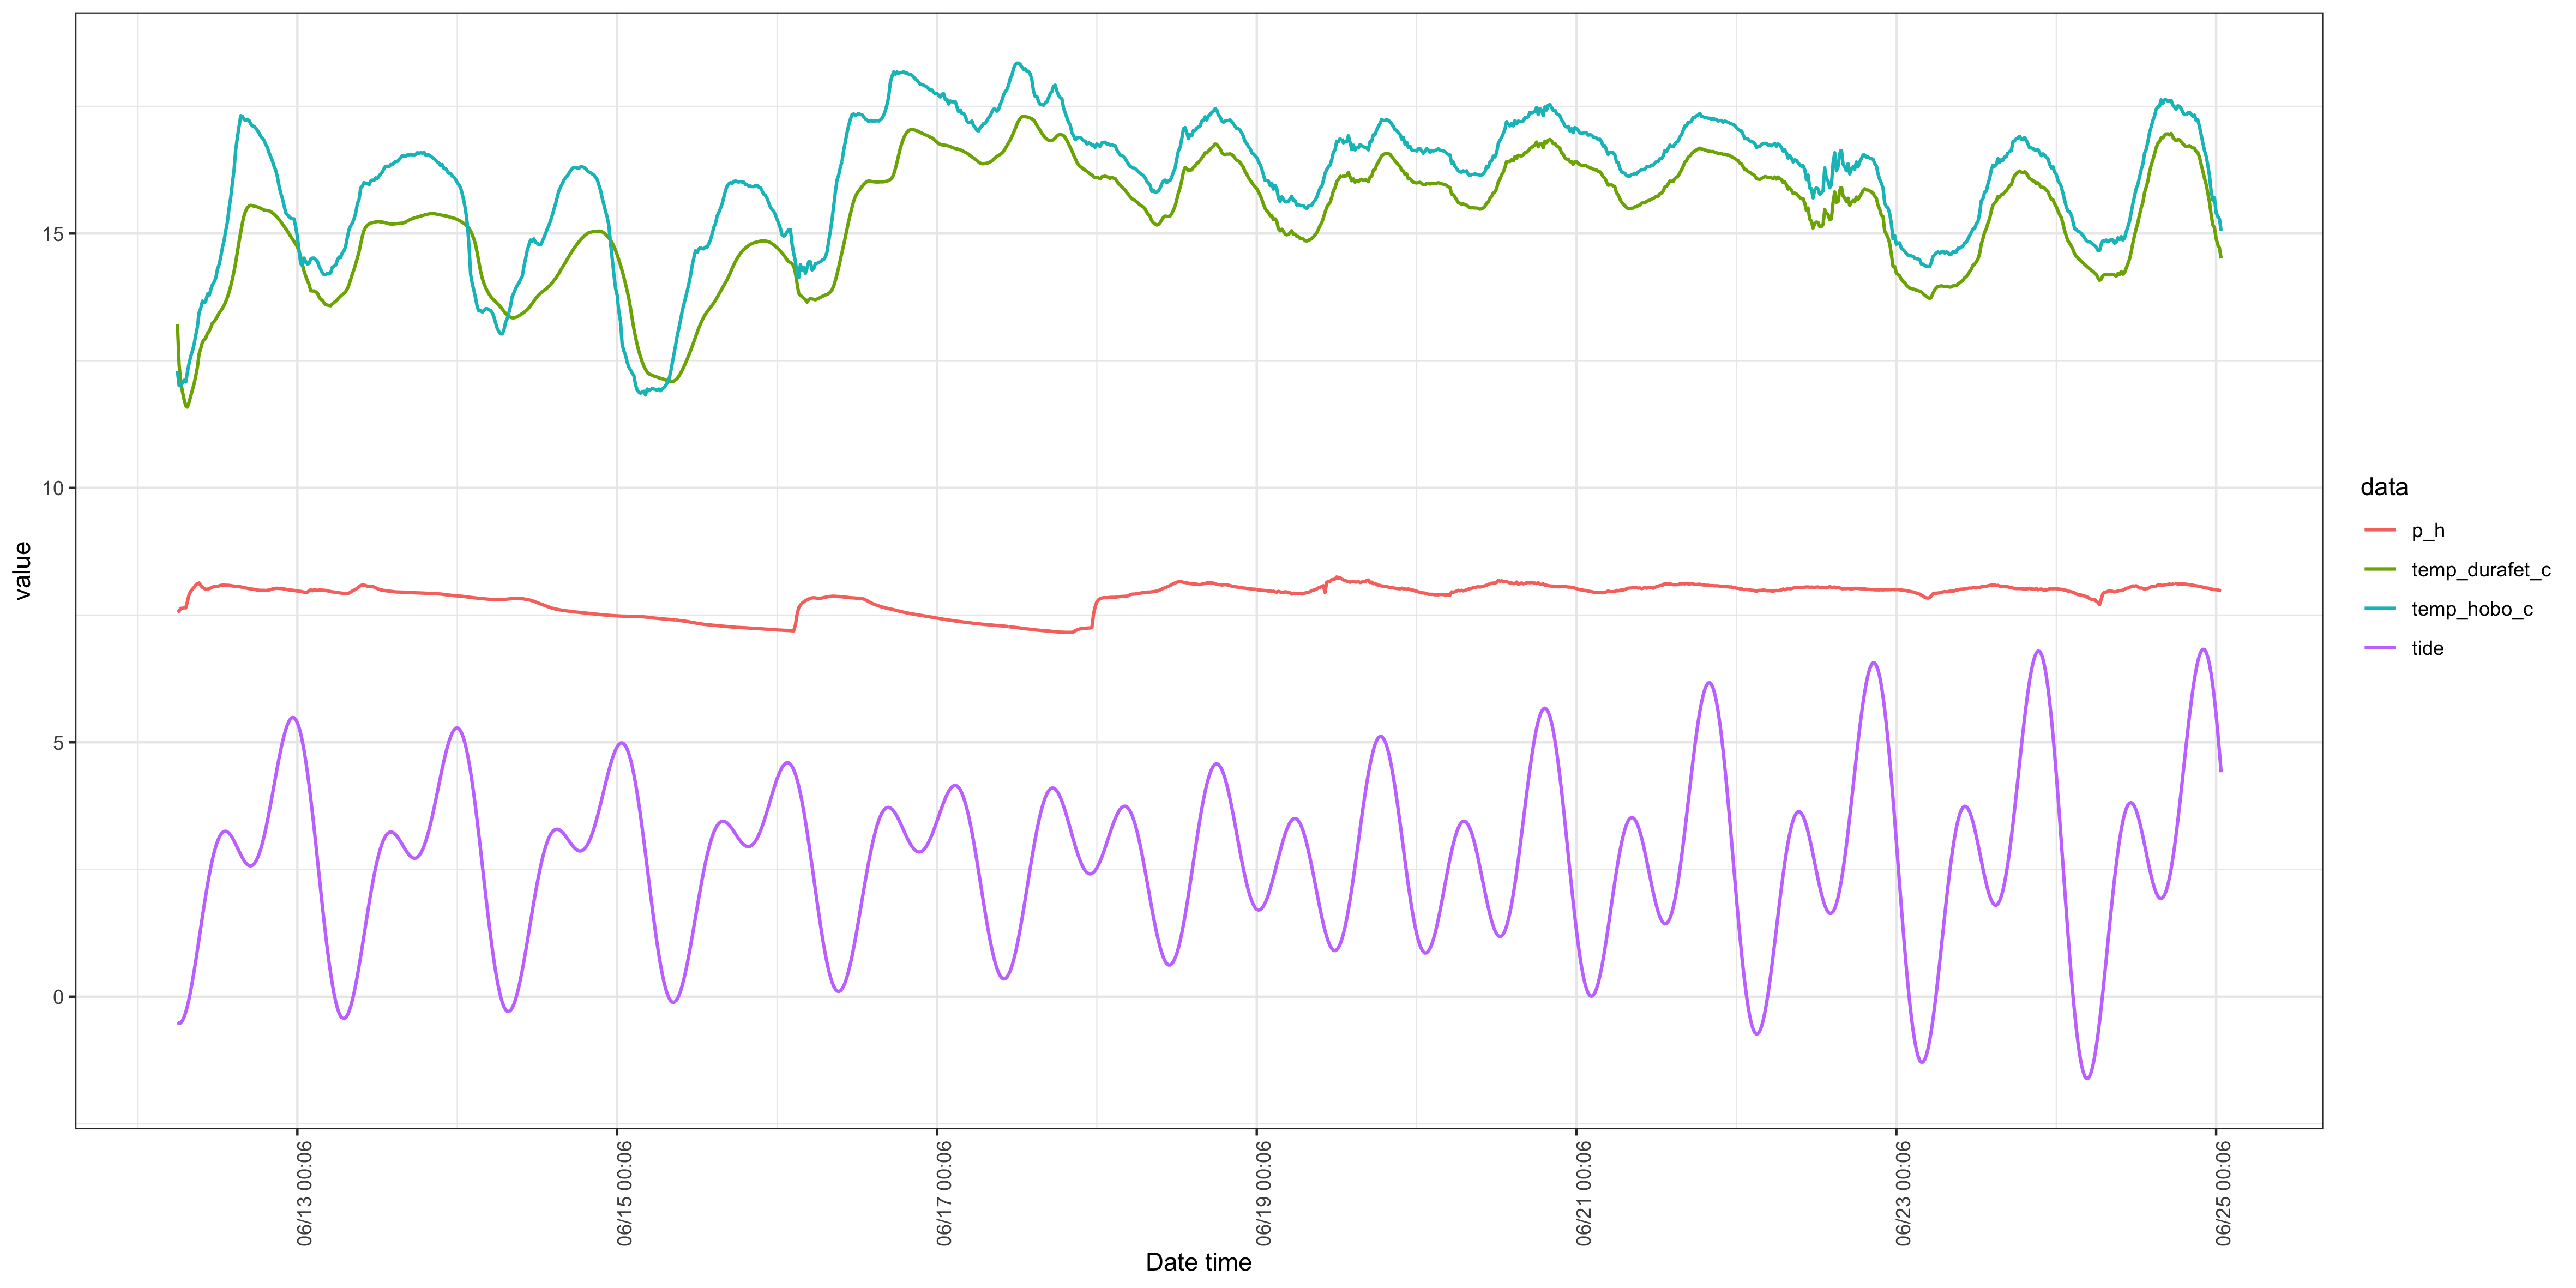 value
15
10
5
0
06/13 00:06
06/15 00:06
06/17 00:06
06/19 00:06
06/21 00:06
06/23 00:06
06/25 00:06
Date time
data
p_h
temp_durafet_c
temp_hobo_c
tide